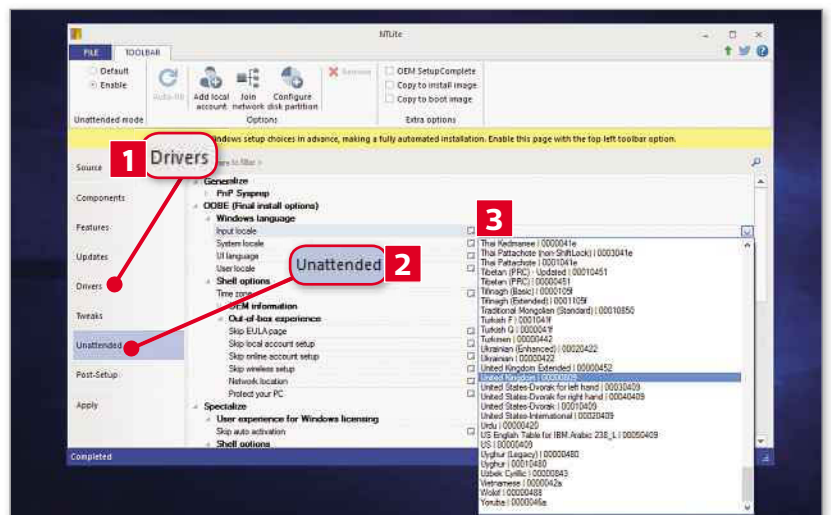 NTLite
FILE TOOLBAR
Default
Enable
Unattended mode
Auto-fill
Add local account
Join network
Configure disk partition
Options
Remove
OEM SetupComplete
Copy to install image
Copy to boot image
Extra options
Windows setup choices in advance, making a fully automated installation. Enable this page with the top left toolbar option.
1 Drivers
to filter >
Source
Components
Features
Updates
Drivers
Tweaks
Unattended
Post-Setup
Apply
Generalize
PnP Sysprep
OOBE (Final install options)
Windows language
Input locale
System locale
UI language
User locale
Shell options
Time zone
OEM information
Out-of-box experience
Skip EULA page
Skip local account setup
Skip online account setup
Skip wireless setup
Network location
Protect your PC
Specialize
User experience for Windows licensing
Skip auto activation
Shell options
Unattended 2
3
Thai Kedmanee | 0000041e
Thai Pattachote (non-ShiftLock) | 0003041e
Thai Pattachote | 0001041e
Tibetan (PRC) - Updated | 00010451
Tibetan (PRC) | 00000451
Tifinagh (Basic) | 0000105f
Tifinagh (Extended) | 0001105f
Traditional Mongolian (Standard) | 00010850
Turkish F | 0001041f
Turkish Q | 0000041f
Turkmen | 00000442
Ukrainian (Enhanced) | 00020422
Ukrainian | 00000422
United Kingdom Extended | 00000452
United Kingdom | 00000809
United States-Dvorak for left hand | 00030409
United States-Dvorak for right hand | 00040409
United States-Dvorak | 00010409
United States-International | 00020409
Urdu | 00000420
US English Table for IBM Arabic 238_L | 00050409
US | 00000409
Uyghur (Legacy) | 00000480
Uyghur | 00010480
Uzbek Cyrillic | 00000843
Vietnamese | 0000042a
Wolof | 00000488
Yoruba | 0000046a
Completed